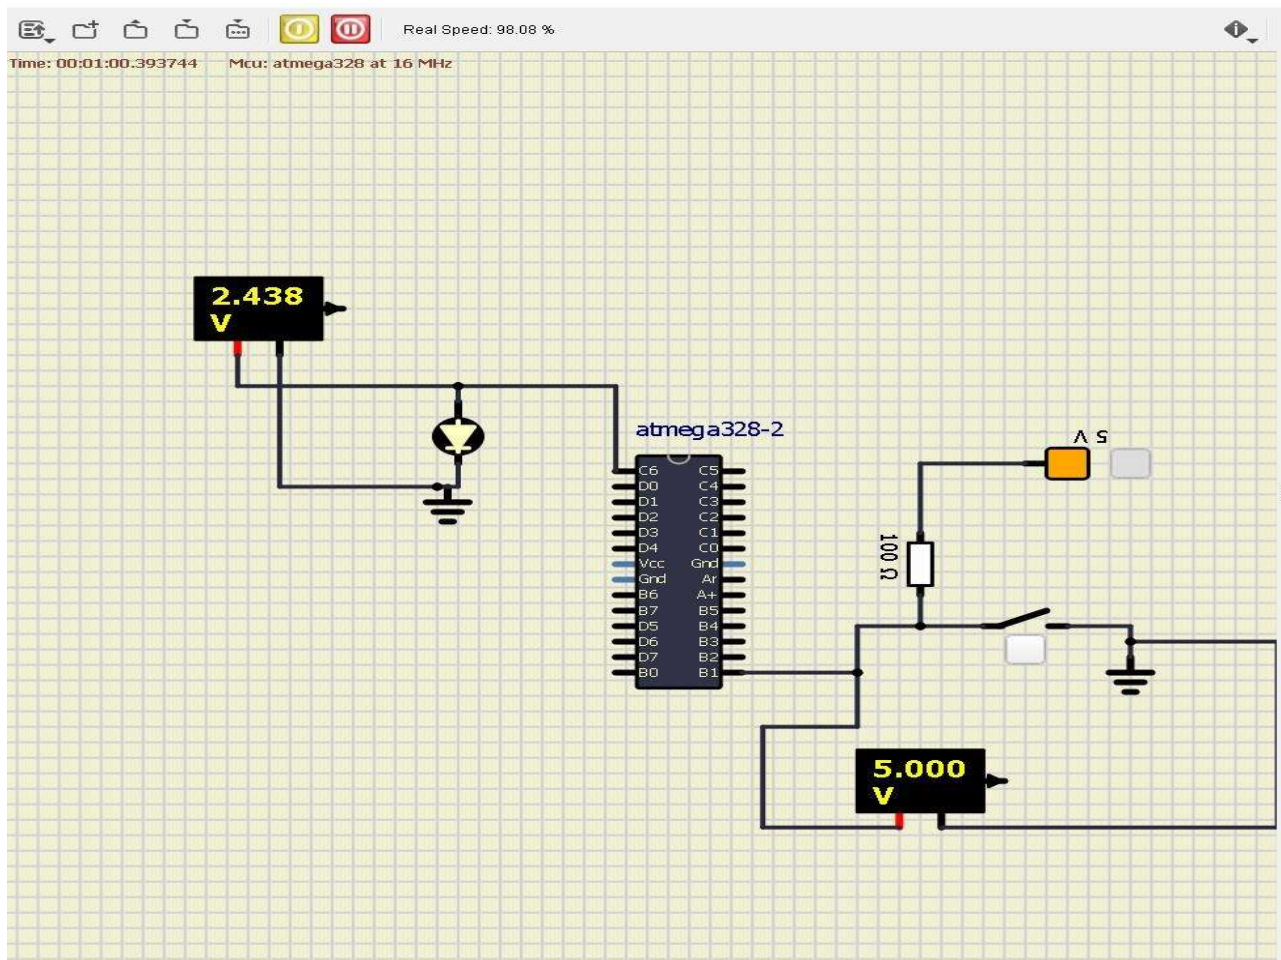 Real Speed: 98.08 %
Time: 00:01:00.393744 Mcu: atmega328 at 16 MHz
2.438
V
atmega328-2
5 V
C6 C5
D0 C4
D1 C3
D2 C2
D3 C1
D4 C0
Vcc Gnd
Gnd Ar
B6 A+
B7 B5
D5 B4
D6 B3
D7 B2
B0 B1
100 Ω
5.000
V